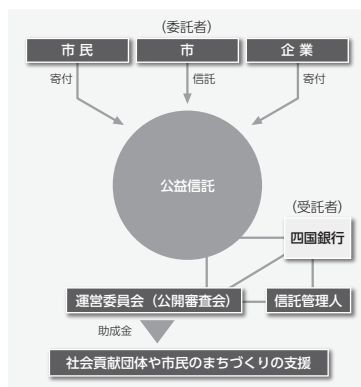 (委託者)
市民
市
企業
寄付
信託
寄付
公益信託
(受託者)
四国銀行
運営委員会（公開審査会）
信託管理人
助成金
社会貢献団体や市民のまちづくりの支援